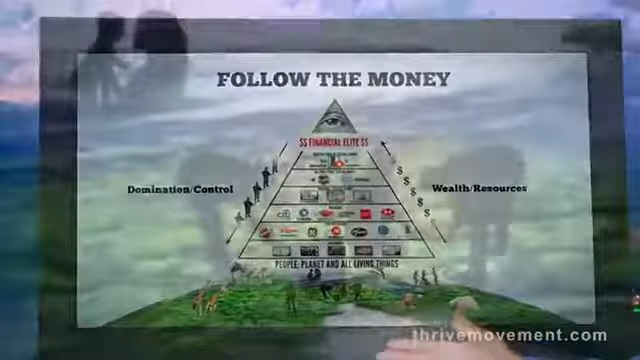 FOLLOW THE MONEY
$$ FINANCIAL ELITE $$
Domination/Control
Wealth/Resources
PEOPLE, PLANET AND ALL LIVING THINGS
thrivemovement.com